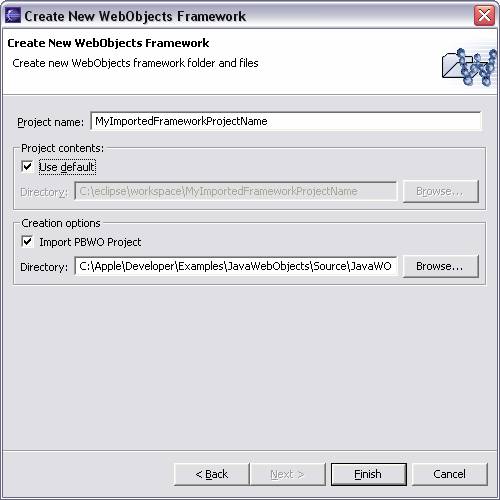 Create New WebObjects Framework
Create New WebObjects Framework
Create new WebObjects framework folder and files
Project name: MyImportedFrameworkProjectName
Project contents:
Use default
Directory: C:\eclipse\workspace\MyImportedFrameworkProjectName Browse...
Creation options
Import PBWO Project
Directory: C:\Apple\Developer\Examples\JavaWebObjects\Source\JavaWO Browse...
< Back Next > Finish Cancel